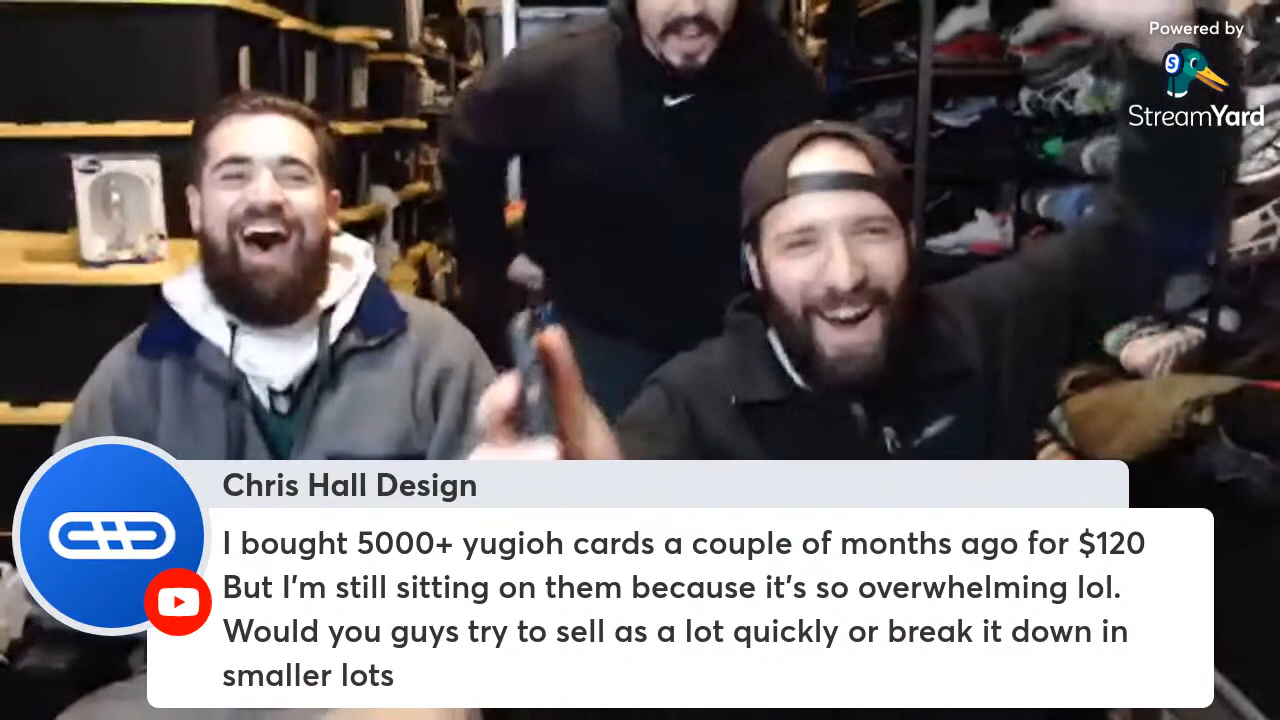 Powered by
StreamYard
Chris Hall Design
I bought 5000+ yugioh cards a couple of months ago for $120
But I'm still sitting on them because it's so overwhelming lol.
Would you guys try to sell as a lot quickly or break it down in
smaller lots